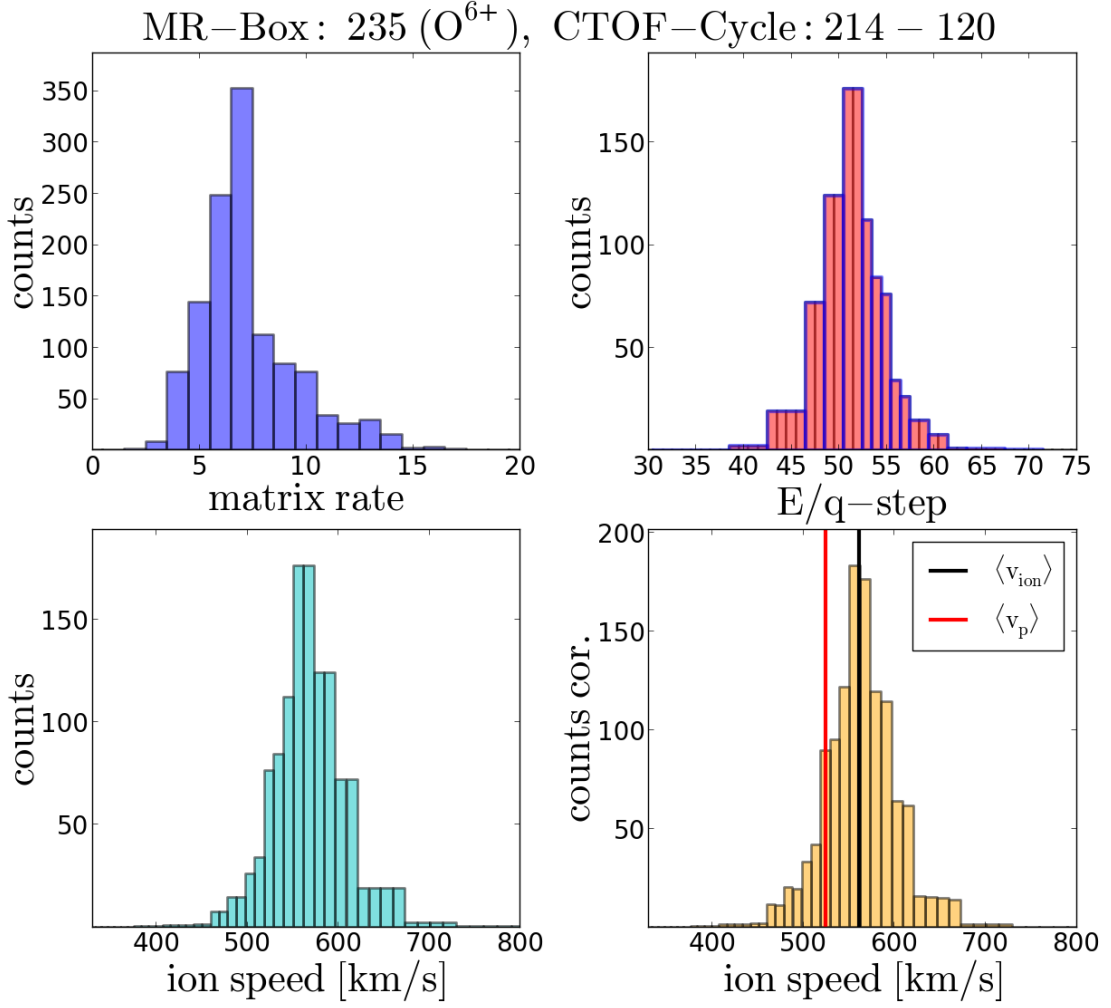 MR−Box: 235 (O⁶⁺), CTOF−Cycle: 214 − 120
350
300
250
200
150
100
50
counts
0 5 10 15 20
matrix rate
150
100
50
counts
30 35 40 45 50 55 60 65 70 75
E/q−step
150
100
50
counts
400 500 600 700 800
ion speed [km/s]
200
150
100
50
counts cor.
400 500 600 700 800
ion speed [km/s]
⟨v_ion⟩
⟨v_p⟩